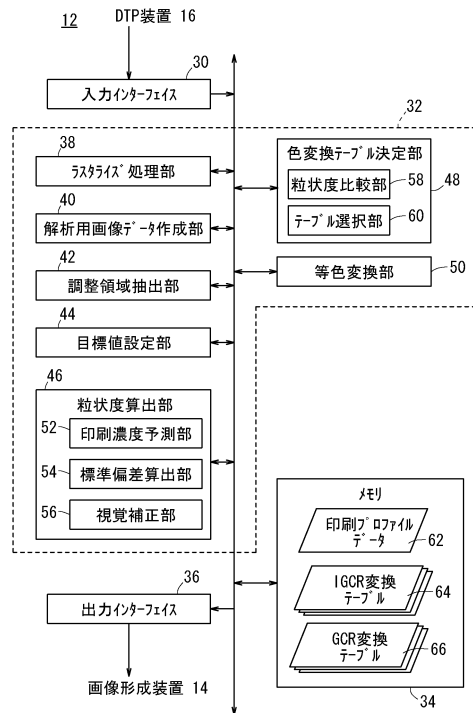 12
DTP装置 16
30
入力インターフェイス
32
38
ラスタライズ処理部
40
解析用画像データ作成部
42
調整領域抽出部
44
目標値設定部
46
粒状度算出部
52
印刷濃度予測部
54
標準偏差算出部
56
視覚補正部
36
出力インターフェイス
画像形成装置 14
色変換テーブル決定部
粒状度比較部
58
テーブル選択部
60
48
等色変換部
50
メモリ
印刷プロファイル
データ
62
IGCR変換
テーブル
64
GCR変換
テーブル
66
34